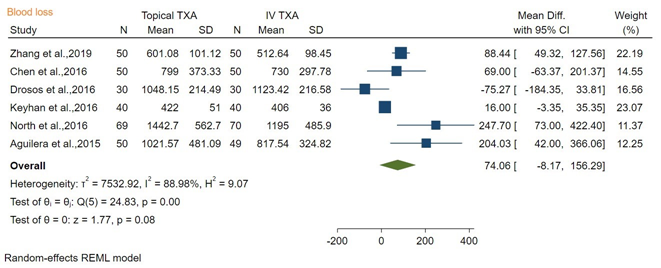 Blood loss
Topical TXA IV TXA Mean Diff. Weight
Study N Mean SD N Mean SD with 95% CI (%)
Zhang et al.,2019 50 601.08 101.12 50 512.64 98.45 88.44 [ 49.32, 127.56] 22.19
Chen et al.,2016 50 799 373.33 50 730 297.78 69.00 [ -63.37, 201.37] 14.55
Drosos et al.,2016 30 1048.15 214.49 30 1123.42 216.58 -75.27 [ -184.35, 33.81] 16.56
Keyhan et al.,2016 40 422 51 40 406 36 16.00 [ -3.35, 35.35] 23.07
North et al.,2016 69 1442.7 562.7 70 1195 485.9 247.70 [ 73.00, 422.40] 11.37
Aguilera et al.,2015 50 1021.57 481.09 49 817.54 324.82 204.03 [ 42.00, 366.06] 12.25
Overall 74.06 [ -8.17, 156.29]
Heterogeneity: τ² = 7532.92, I² = 88.98%, H² = 9.07
Test of θᵢ = θⱼ: Q(5) = 24.83, p = 0.00
Test of θ = 0: z = 1.77, p = 0.08
-200 0 200 400
Random-effects REML model